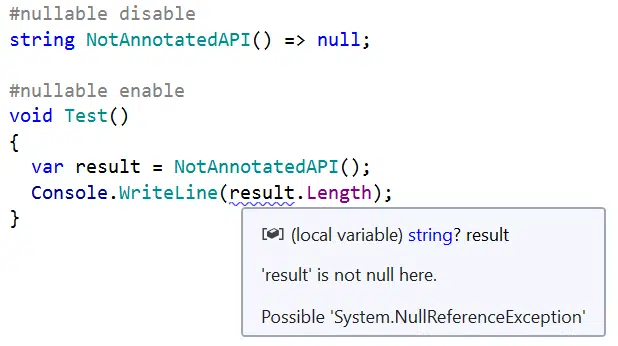 #nullable disable
string NotAnnotatedAPI() => null;
#nullable enable
void Test()
{
var result = NotAnnotatedAPI();
Console.WriteLine(result.Length);
}
(local variable) string? result
'result' is not null here.
Possible 'System.NullReferenceException'